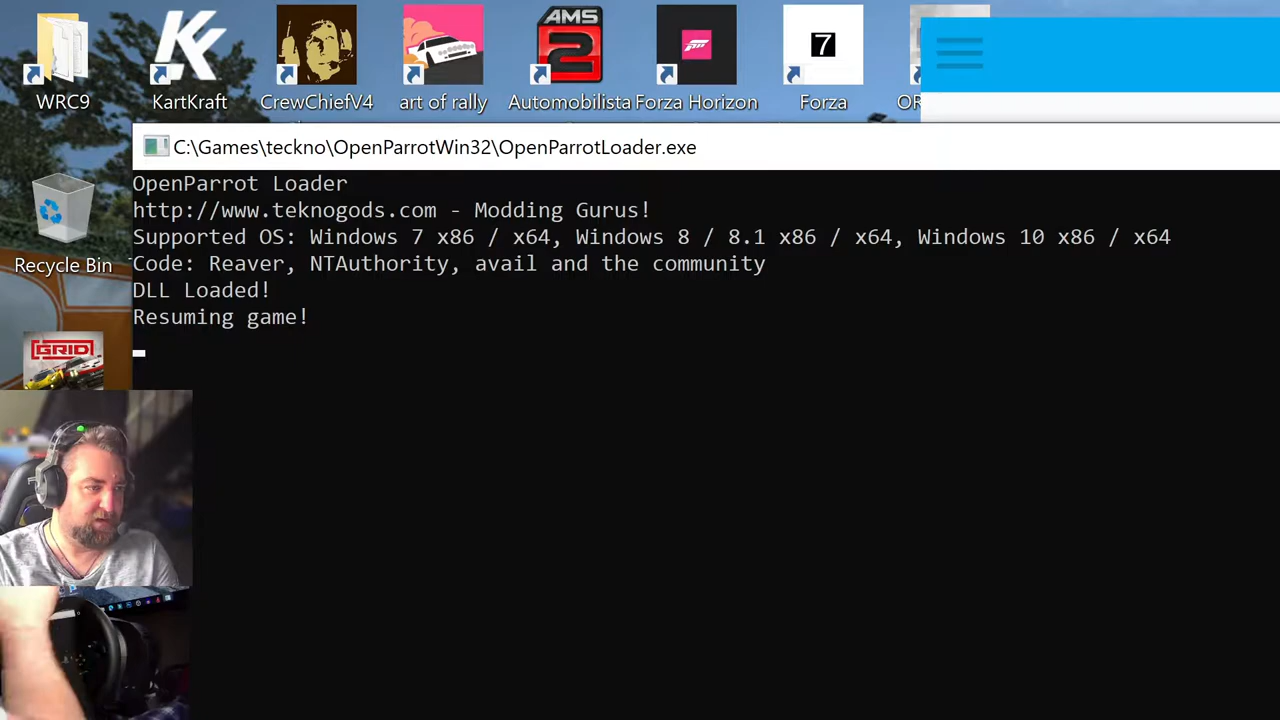 AMS
2
7
WRC9
KartKraft
CrewChiefV4
art of rally
Automobilista
Forza Horizon
Forza
C:\Games\teckno\OpenParrotWin32\OpenParrotLoader.exe
OpenParrot Loader
http://www.teknogods.com - Modding Gurus!
Supported OS: Windows 7 x86 / x64, Windows 8 / 8.1 x86 / x64, Windows 10 x86 / x64
Code: Reaver, NTAuthority, avail and the community
DLL Loaded!
Resuming game!
Recycle Bin
GRID